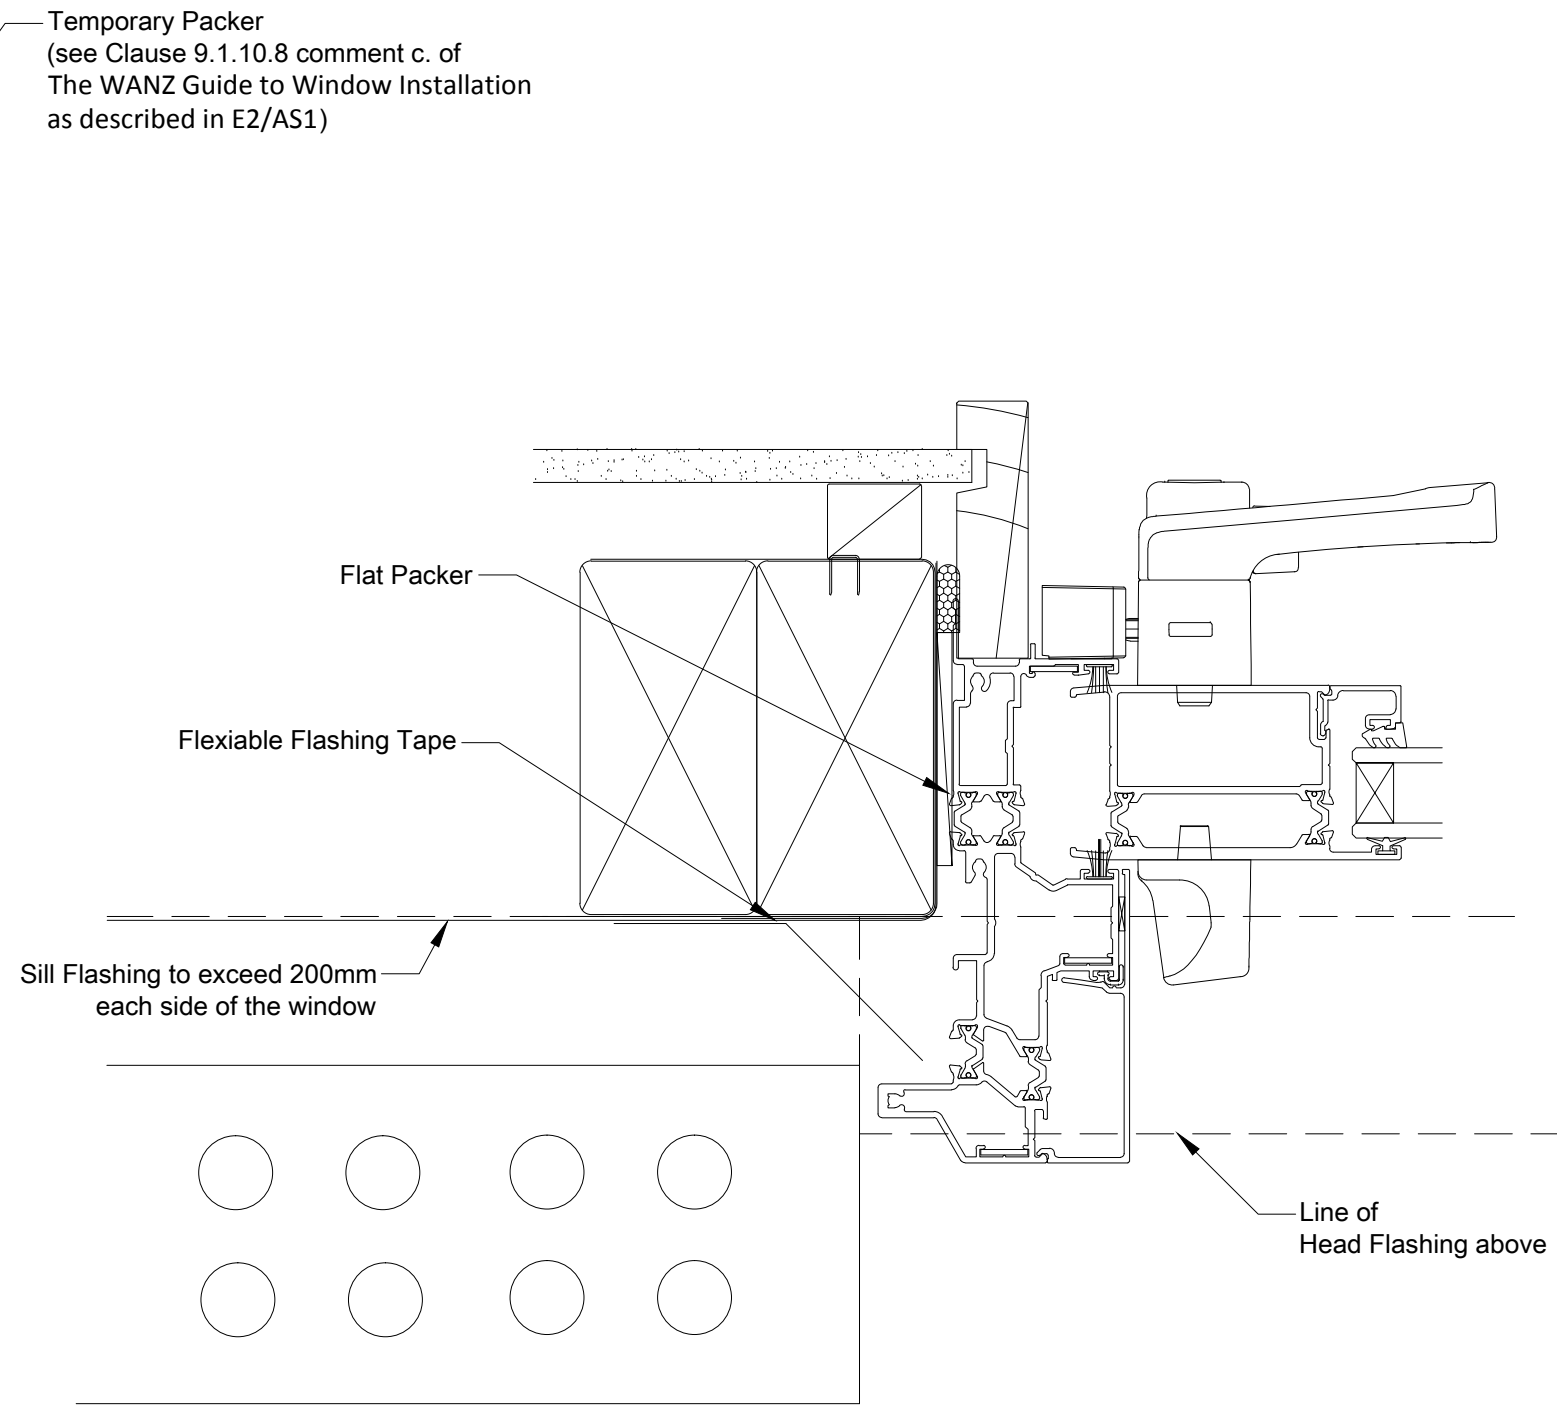 Temporary Packer
(see Clause 9.1.10.8 comment c. of
The WANZ Guide to Window Installation
as described in E2/AS1)
Flat Packer
Flexiable Flashing Tape
Sill Flashing to exceed 200mm
each side of the window
Line of
Head Flashing above